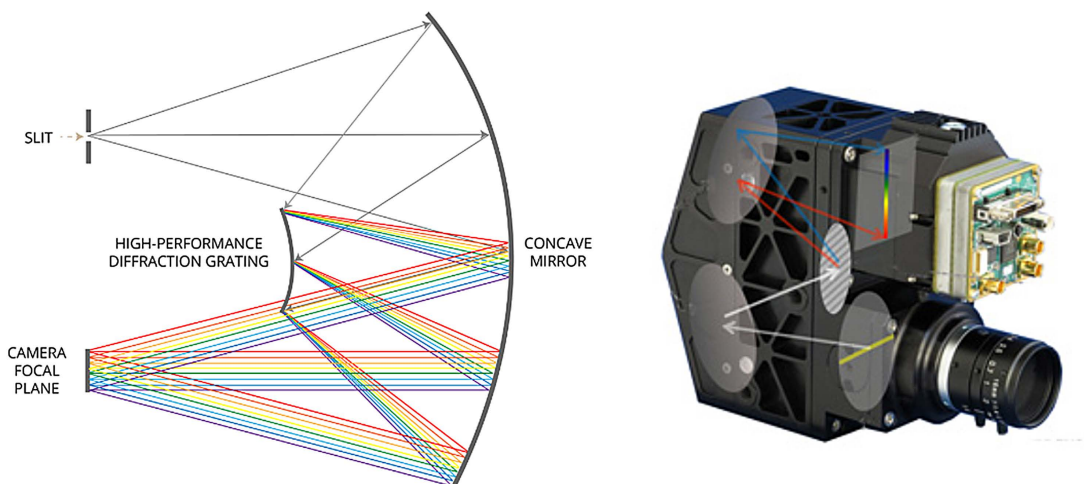 SLIT
HIGH-PERFORMANCE
DIFFRACTION GRATING
CONCAVE
MIRROR
CAMERA
FOCAL
PLANE